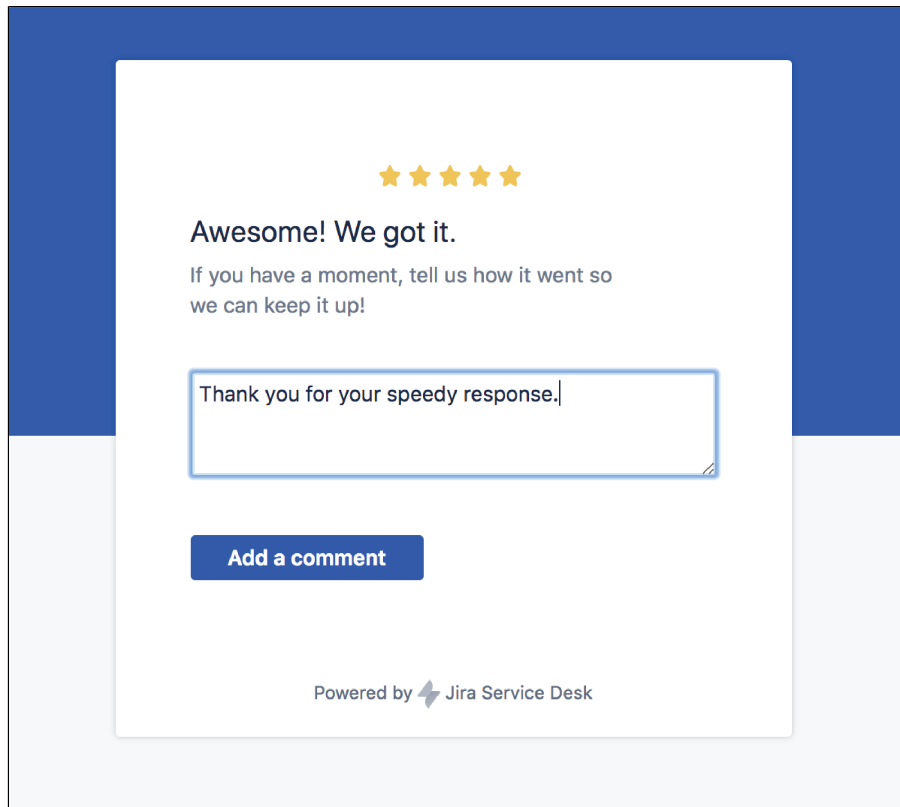 Awesome! We got it.
If you have a moment, tell us how it went so
we can keep it up!
Thank you for your speedy response.
Add a comment
Powered by Jira Service Desk